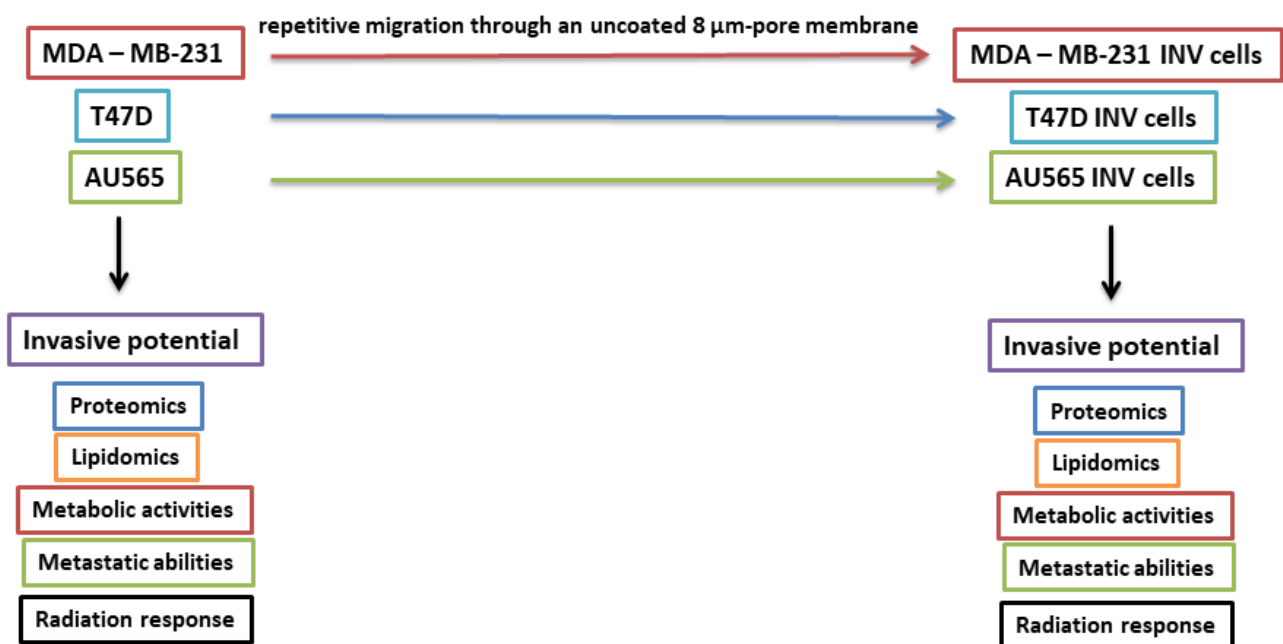 repetitive migration through an uncoated 8 μm-pore membrane
MDA – MB-231
MDA – MB-231 INV cells
T47D
T47D INV cells
AU565
AU565 INV cells
Invasive potential
Proteomics
Lipidomics
Metabolic activities
Metastatic abilities
Radiation response
Invasive potential
Proteomics
Lipidomics
Metabolic activities
Metastatic abilities
Radiation response